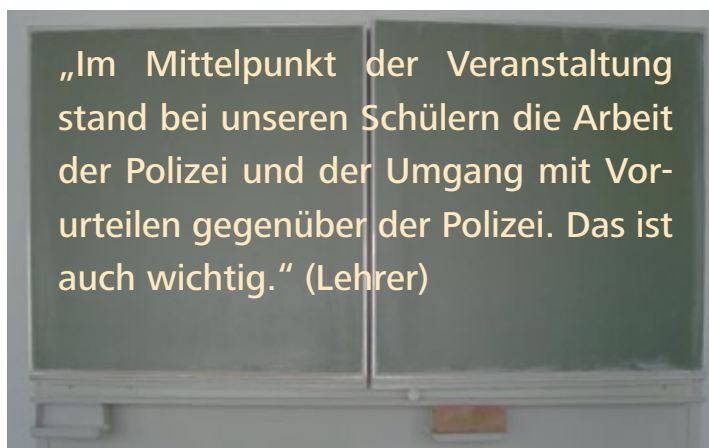 „Im Mittelpunkt der Veranstaltung
stand bei unseren Schülern die Arbeit
der Polizei und der Umgang mit Vor-
urteilen gegenüber der Polizei. Das ist
auch wichtig.“ (Lehrer)